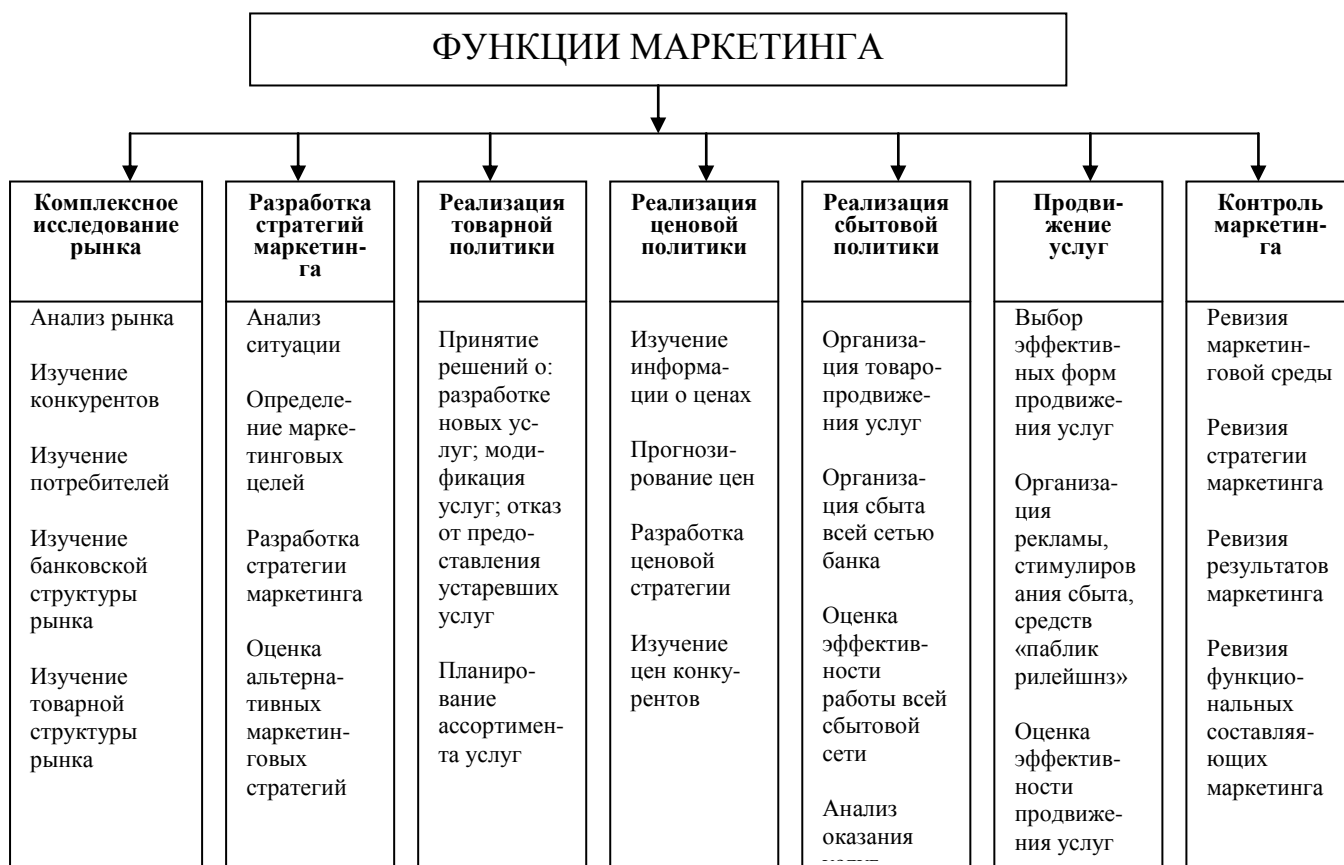 ФУНКЦИИ МАРКЕТИНГА
Комплексное
исследование
рынка
Анализ рынка
Изучение
конкурентов
Изучение
потребителей
Изучение
банковской
структуры
рынка
Изучение
товарной
структуры
рынка
Разработка
стратегий
маркетин-
га
Анализ
ситуации
Определе-
ние марке-
тинговых
целей
Разработка
стратегии
маркетинга
Оценка
альтерна-
тивных
маркетин-
говых
стратегий
Реализация
товарной
политики
Принятие
решений о:
разработке
новых ус-
луг; моди-
фикация
услуг; отказ
от предо-
ставления
устаревших
услуг
Планиро-
вание
ассортимен-
та услуг
Реализация
ценовой
политики
Изучение
информа-
ции о ценах
Прогнози-
рование цен
Разработка
ценовой
стратегии
Изучение
цен конку-
рентов
Реализация
сбытовой
политики
Организа-
ция товаро-
продвиже-
ния услуг
Организа-
ция сбыта
всей сетью
банка
Оценка
эффектив-
ности
работы всей
сбытовой
сети
Анализ
оказания
Продви-
жение
услуг
Выбор
эффектив-
ных форм
продвиже-
ния услуг
Организа-
ция
рекламы,
стимулиров
ания сбыта,
средств
«паблик
рилейшнз»
Оценка
эффектив-
ности
продвиже-
ния услуг
Контроль
маркетин-
га
Ревизия
маркетин-
говой среды
Ревизия
стратегии
маркетинга
Ревизия
результатов
маркетинга
Ревизия
функцио-
нальных
составля-
ющих
маркетинга